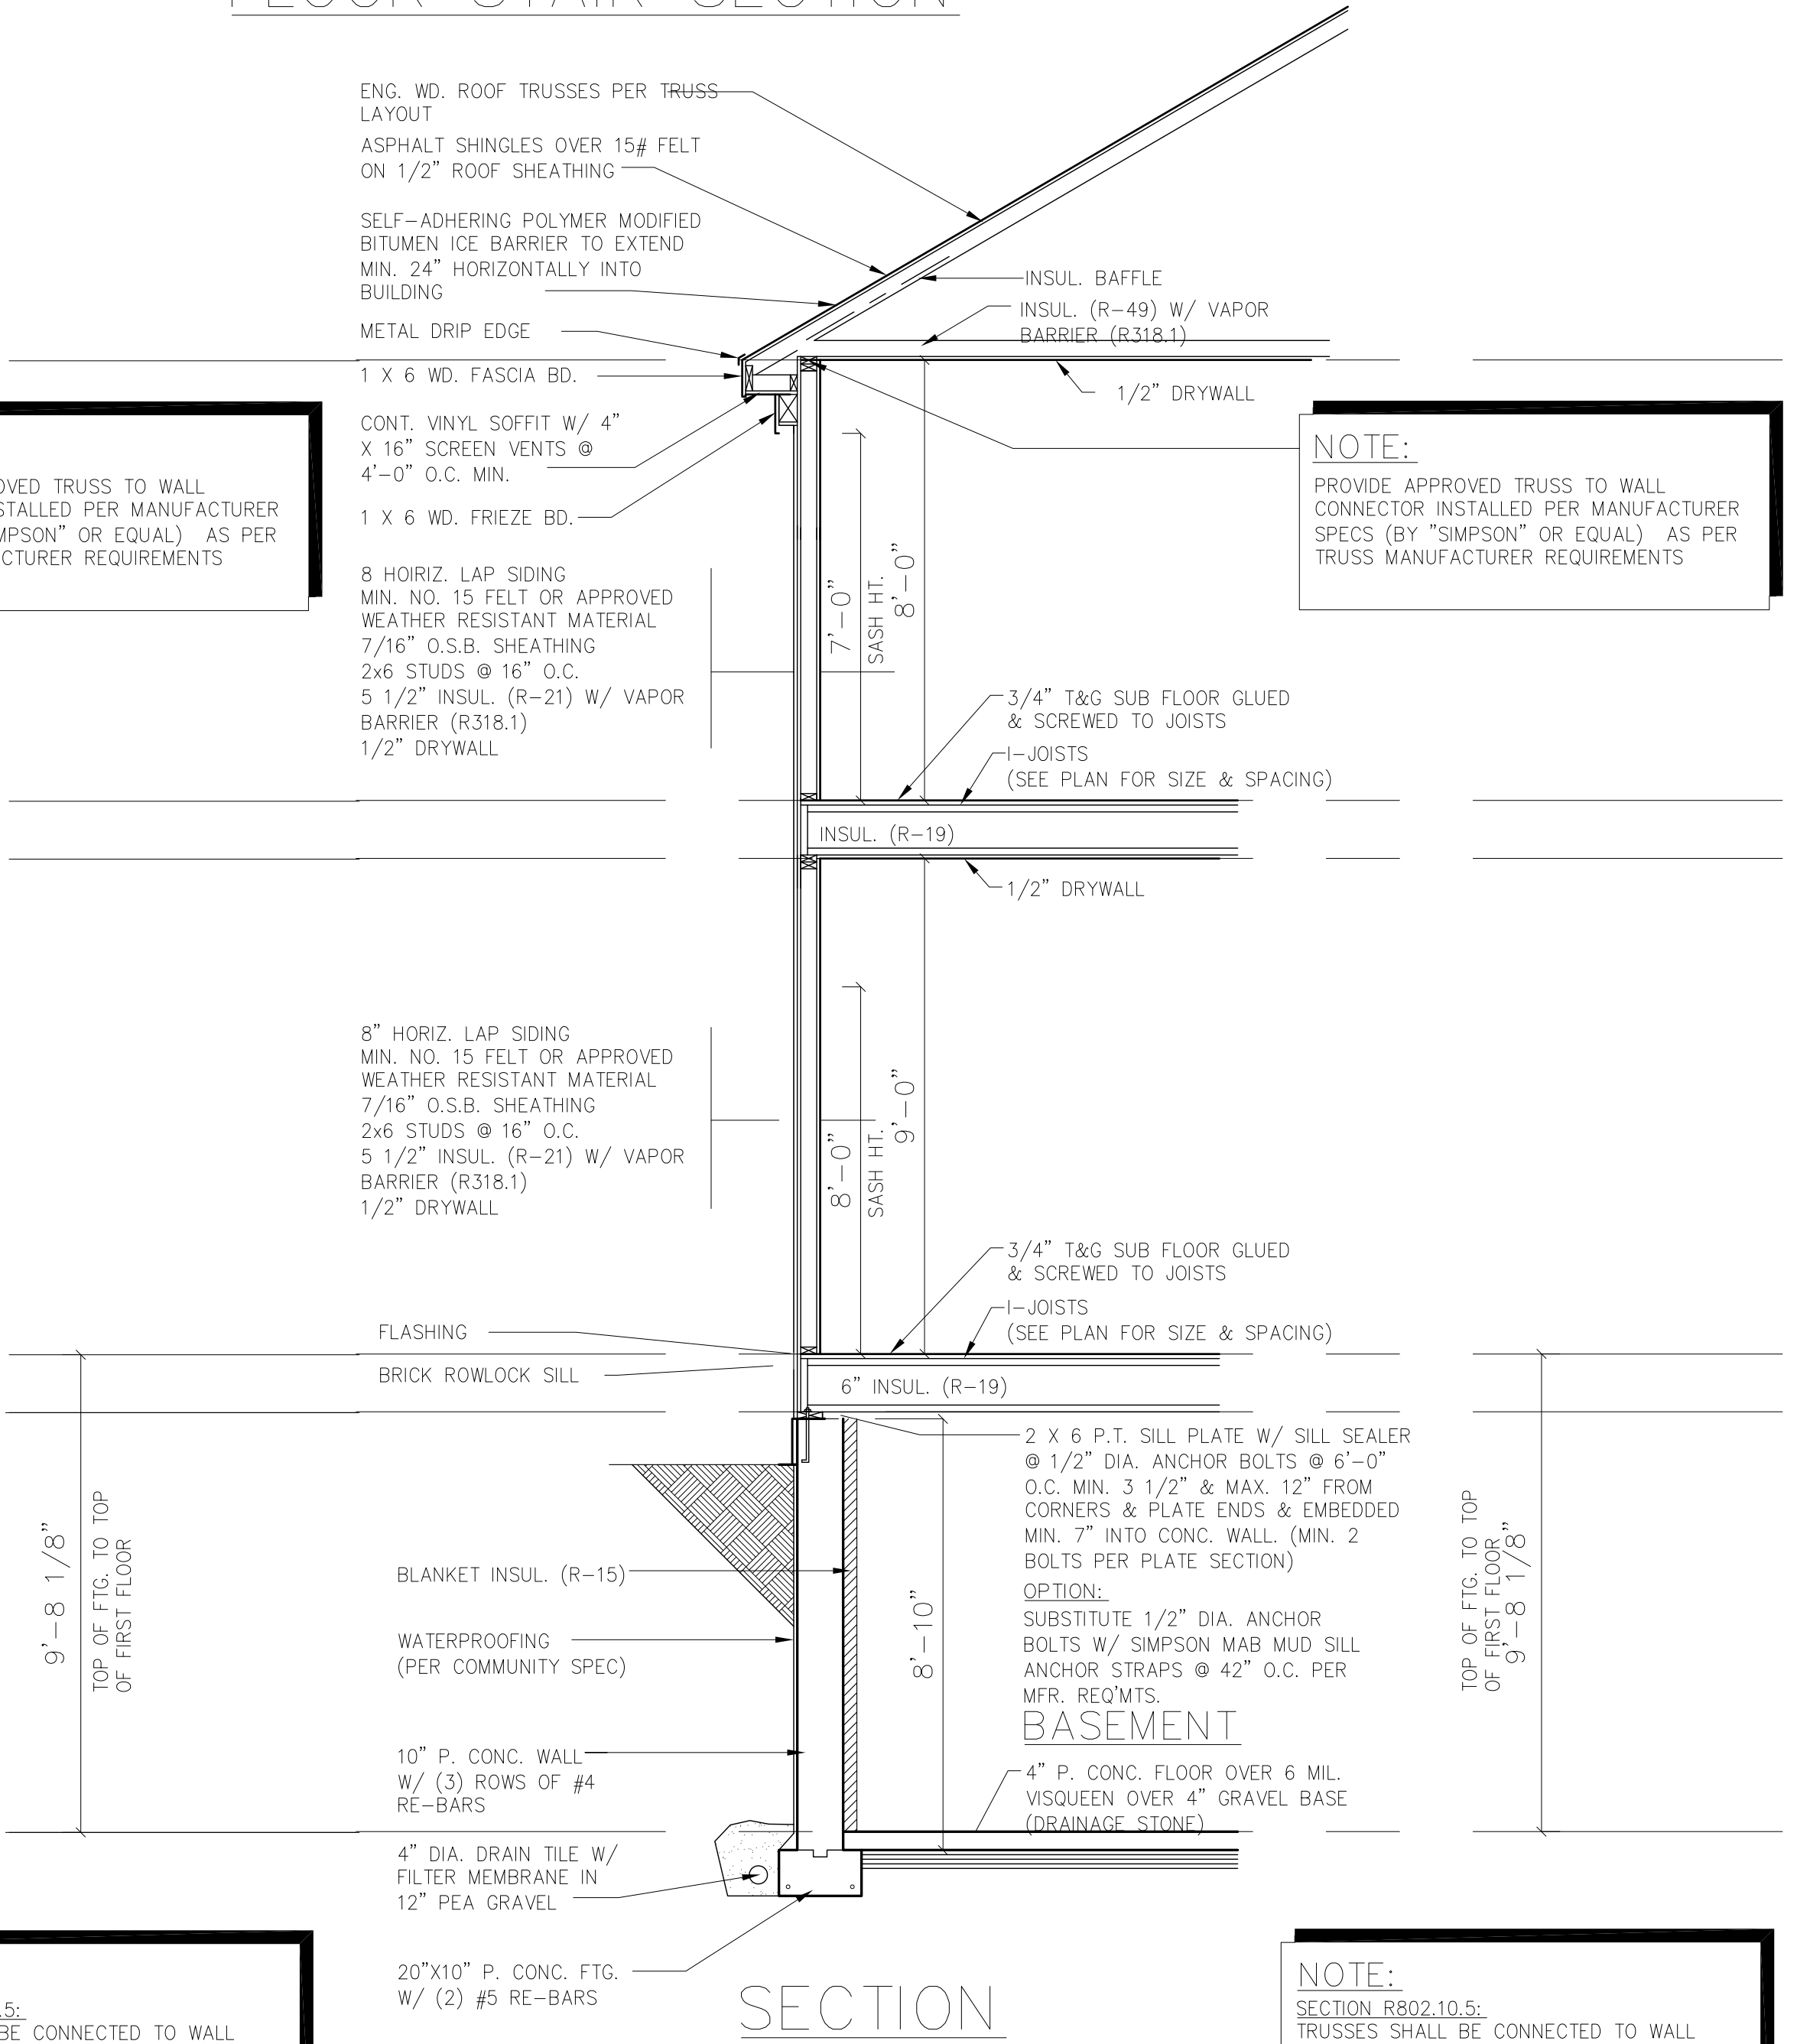 FLOOR STAIR SECTION
ENG. WD. ROOF TRUSSES PER TRUSS
LAYOUT
ASPHALT SHINGLES OVER 15# FELT
ON 1/2" ROOF SHEATHING
SELF-ADHERING POLYMER MODIFIED
BITUMEN ICE BARRIER TO EXTEND
MIN. 24" HORIZONTALLY INTO
BUILDING
METAL DRIP EDGE
1 X 6 WD. FASCIA BD.
CONT. VINYL SOFFIT W/ 4"
X 16" SCREEN VENTS @
4'-0" O.C. MIN.
1 X 6 WD. FRIEZE BD.
INSUL. BAFFLE
INSUL. (R-49) W/ VAPOR
BARRIER (R318.1)
1/2" DRYWALL
OVED TRUSS TO WALL
STALLED PER MANUFACTURER
MPSON" OR EQUAL) AS PER
CTURER REQUIREMENTS
NOTE:
PROVIDE APPROVED TRUSS TO WALL
CONNECTOR INSTALLED PER MANUFACTURER
SPECS (BY "SIMPSON" OR EQUAL) AS PER
TRUSS MANUFACTURER REQUIREMENTS
8 HOIRIZ. LAP SIDING
MIN. NO. 15 FELT OR APPROVED
WEATHER RESISTANT MATERIAL
7/16" O.S.B. SHEATHING
2x6 STUDS @ 16" O.C.
5 1/2" INSUL. (R-21) W/ VAPOR
BARRIER (R318.1)
1/2" DRYWALL
7'-0"
SASH HT.
8'-0"
3/4" T&G SUB FLOOR GLUED
& SCREWED TO JOISTS
I-JOISTS
(SEE PLAN FOR SIZE & SPACING)
INSUL. (R-19)
1/2" DRYWALL
8" HORIZ. LAP SIDING
MIN. NO. 15 FELT OR APPROVED
WEATHER RESISTANT MATERIAL
7/16" O.S.B. SHEATHING
2x6 STUDS @ 16" O.C.
5 1/2" INSUL. (R-21) W/ VAPOR
BARRIER (R318.1)
1/2" DRYWALL
8'-0"
SASH HT.
9'-0"
3/4" T&G SUB FLOOR GLUED
& SCREWED TO JOISTS
I-JOISTS
(SEE PLAN FOR SIZE & SPACING)
FLASHING
BRICK ROWLOCK SILL
6" INSUL. (R-19)
2 X 6 P.T. SILL PLATE W/ SILL SEALER
@ 1/2" DIA. ANCHOR BOLTS @ 6'-0"
O.C. MIN. 3 1/2" & MAX. 12" FROM
CORNERS & PLATE ENDS & EMBEDDED
MIN. 7" INTO CONC. WALL. (MIN. 2
BOLTS PER PLATE SECTION)
OPTION:
SUBSTITUTE 1/2" DIA. ANCHOR
BOLTS W/ SIMPSON MAB MUD SILL
ANCHOR STRAPS @ 42" O.C. PER
MFR. REQ'MTS.
BASEMENT
4" P. CONC. FLOOR OVER 6 MIL.
VISQUEEN OVER 4" GRAVEL BASE
(DRAINAGE STONE)
9'-8 1/8"
TOP OF FTG. TO TOP
OF FIRST FLOOR
BLANKET INSUL. (R-15)
WATERPROOFING
(PER COMMUNITY SPEC)
10" P. CONC. WALL
W/ (3) ROWS OF #4
RE-BARS
4" DIA. DRAIN TILE W/
FILTER MEMBRANE IN
12" PEA GRAVEL
20"X10" P. CONC. FTG.
W/ (2) #5 RE-BARS
8'-10"
TOP OF FTG. TO TOP
OF FIRST FLOOR
9'-8 1/8"
SECTION
.5:
BE CONNECTED TO WALL
NOTE:
SECTION R802.10.5:
TRUSSES SHALL BE CONNECTED TO WALL